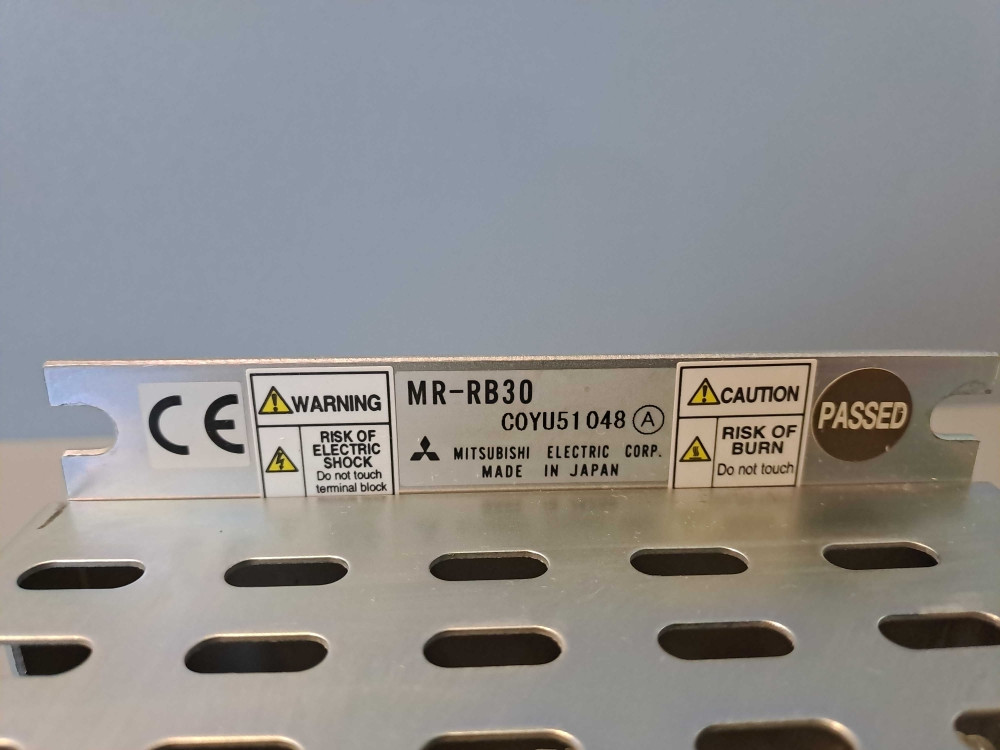 CE
WARNING
RISK OF
ELECTRIC
SHOCK
Do not touch
terminal block
MR-RB30
COYU51048 A
MITSUBISHI ELECTRIC CORP.
MADE IN JAPAN
CAUTION
RISK OF
BURN
Do not touch
PASSED